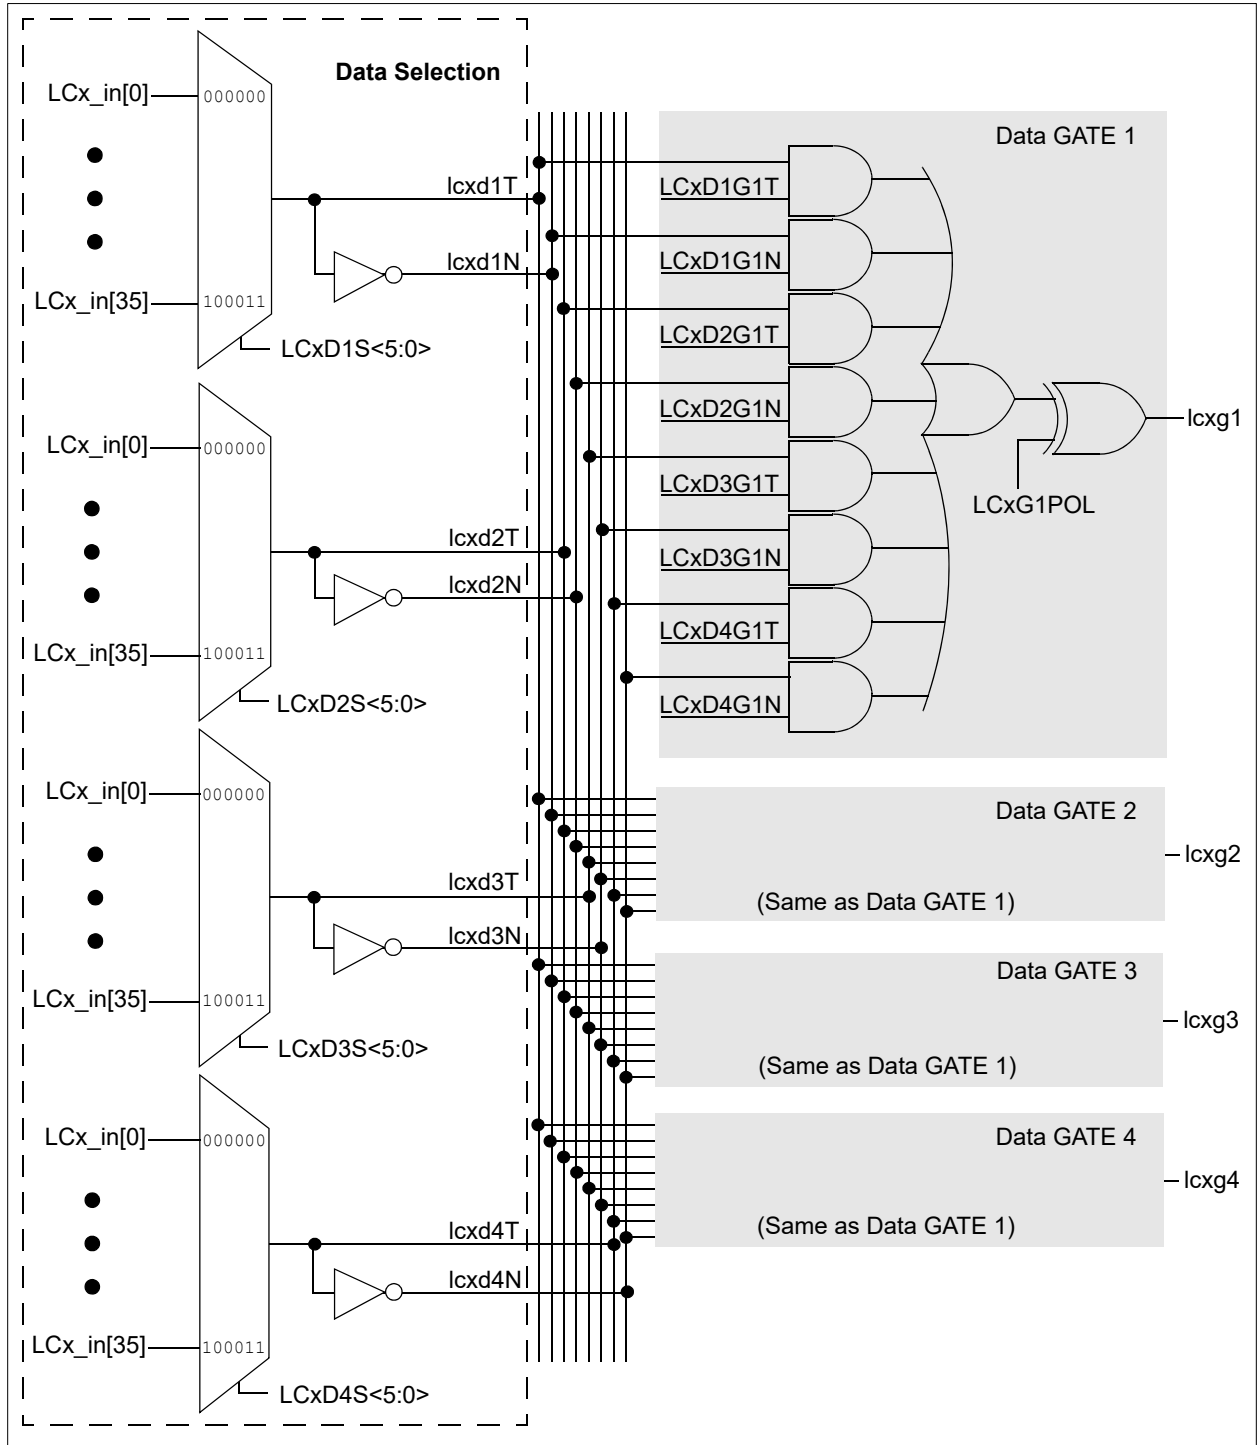 Data Selection
LCx_in[0]
000000
LCx_in[35]
100011
LCxD1S<5:0>
lcxd1T
lcxd1N
LCx_in[0]
000000
LCx_in[35]
100011
LCxD2S<5:0>
lcxd2T
lcxd2N
LCx_in[0]
000000
LCx_in[35]
100011
LCxD3S<5:0>
lcxd3T
lcxd3N
LCx_in[0]
000000
LCx_in[35]
100011
LCxD4S<5:0>
lcxd4T
lcxd4N
Data GATE 1
LCxD1G1T
LCxD1G1N
LCxD2G1T
LCxD2G1N
LCxD3G1T
LCxD3G1N
LCxD4G1T
LCxD4G1N
LCxG1POL
lcxg1
Data GATE 2
(Same as Data GATE 1)
lcxg2
Data GATE 3
(Same as Data GATE 1)
lcxg3
Data GATE 4
(Same as Data GATE 1)
lcxg4